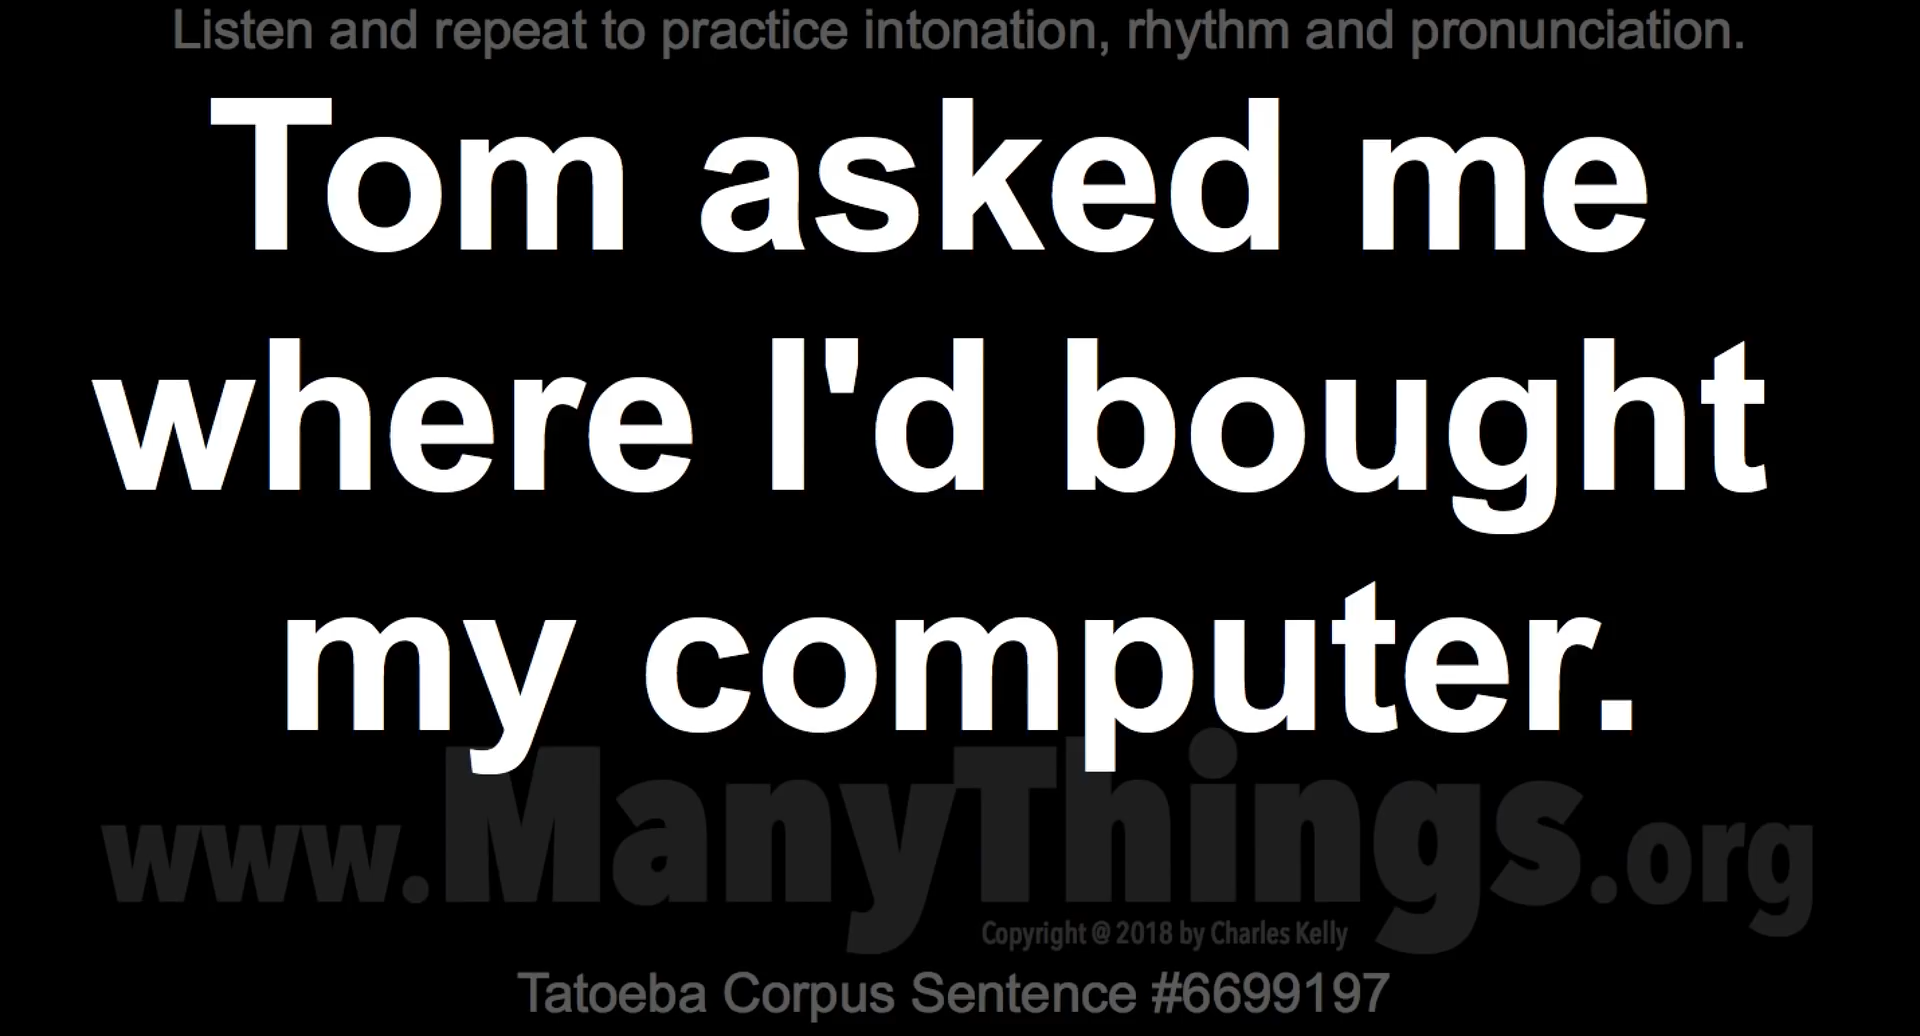 Listen and repeat to practice intonation, rhythm and pronunciation.
Tom asked me
where I'd bought
my computer.
www.ManyThings.org
Copyright @ 2018 by Charles Kelly
Tatoeba Corpus Sentence #6699197